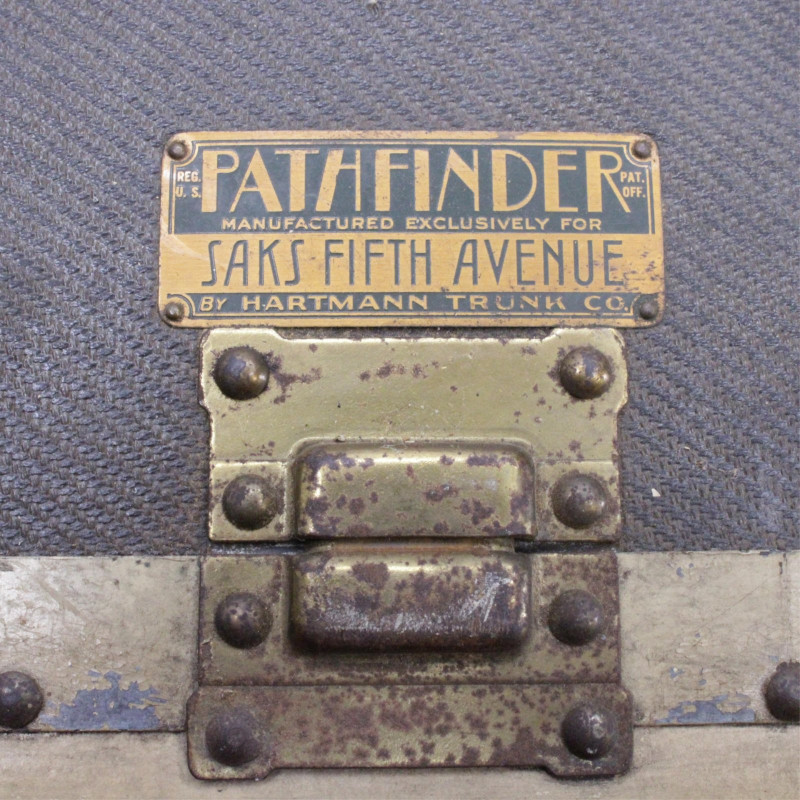 REG. U. S. PATHFINDER PAT. OFF.
MANUFACTURED EXCLUSIVELY FOR
SAKS FIFTH AVENUE
BY HARTMANN TRUNK CO.